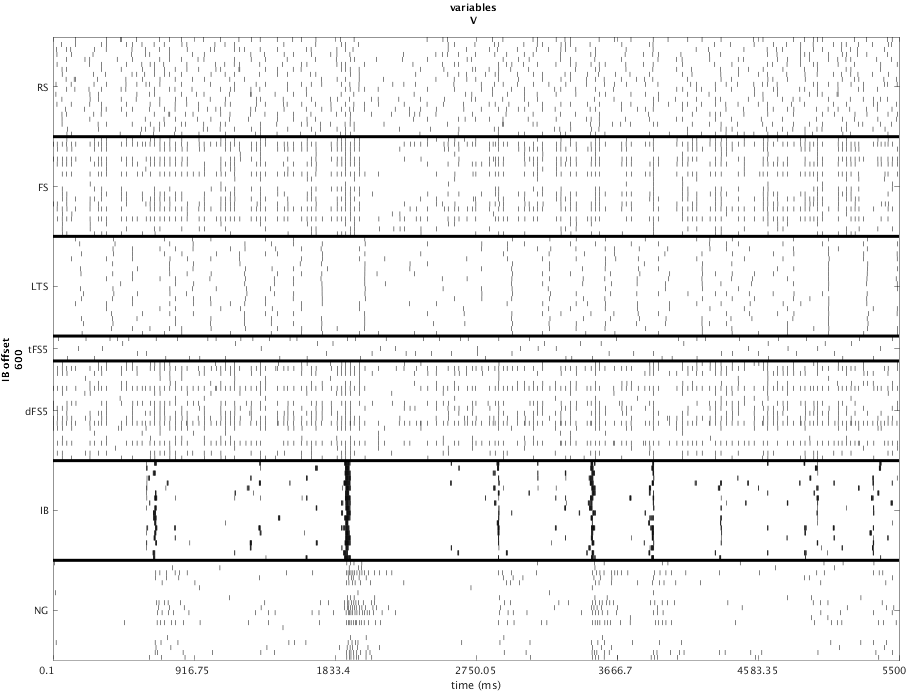 variables
V
RS
FS
LTS
tFS5
dFS5
IB
NG
IB offset
600
0.1 916.75 1833.4 2750.05 3666.7 4583.35 5500
time (ms)